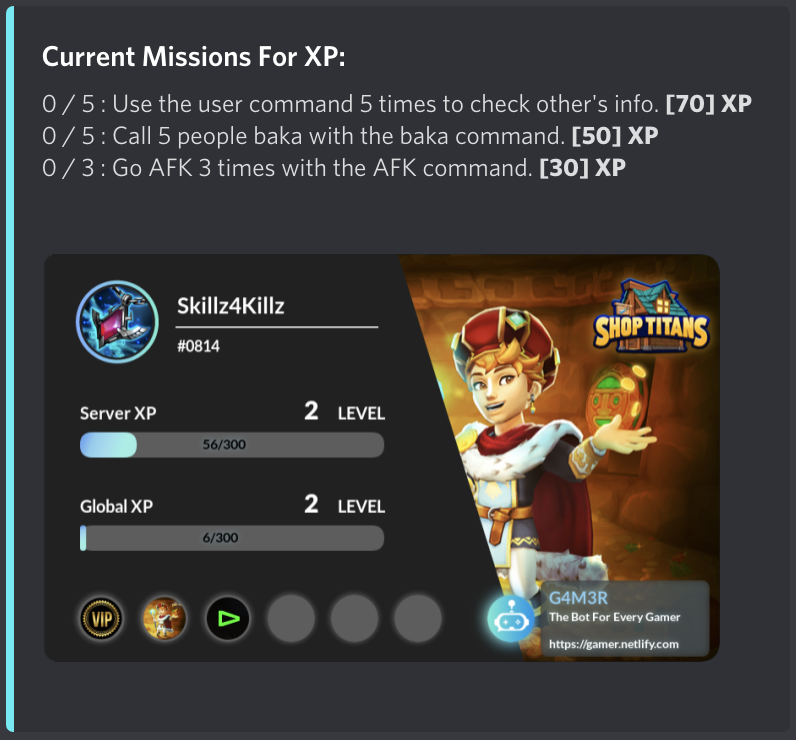 Current Missions For XP:
0 / 5 : Use the user command 5 times to check other's info. [70] XP
0 / 5 : Call 5 people baka with the baka command. [50] XP
0 / 3 : Go AFK 3 times with the AFK command. [30] XP
Skillz4Killz
#0814
SHOP TITANS
Server XP 2 LEVEL
56/300
Global XP 2 LEVEL
6/300
VIP
G4M3R
The Bot For Every Gamer
https://gamer.netlify.com